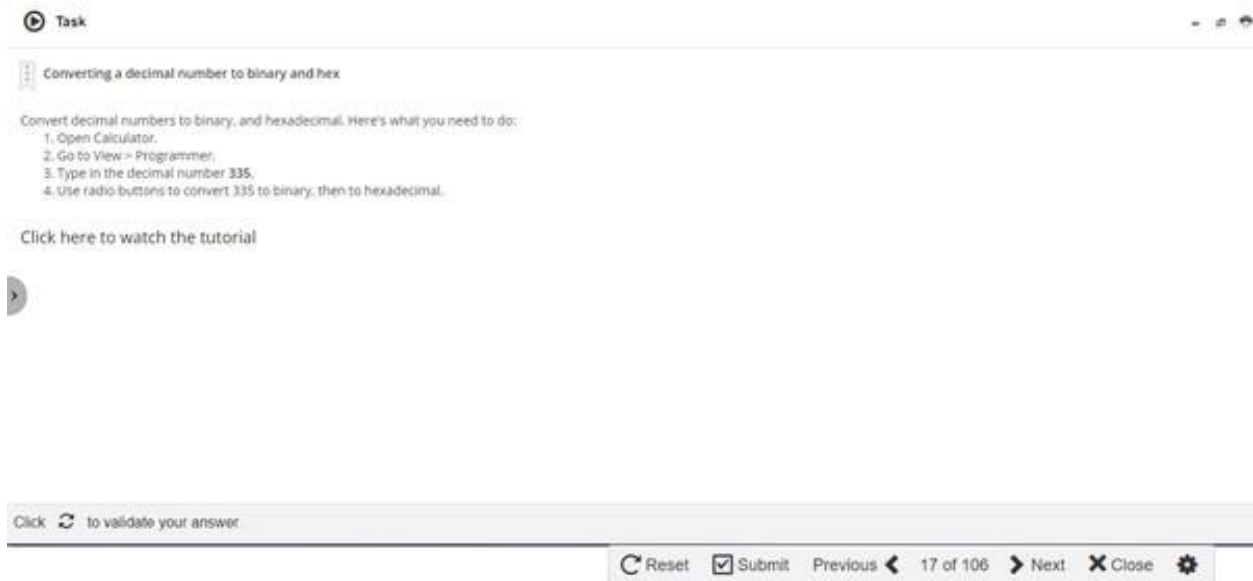 Task
Converting a decimal number to binary and hex
Convert decimal numbers to binary, and hexadecimal. Here's what you need to do:
1. Open Calculator.
2. Go to View > Programmer.
3. Type in the decimal number 335.
4. Use radio buttons to convert 335 to binary, then to hexadecimal.
Click here to watch the tutorial
Click to validate your answer
Reset Submit Previous 17 of 106 Next Close